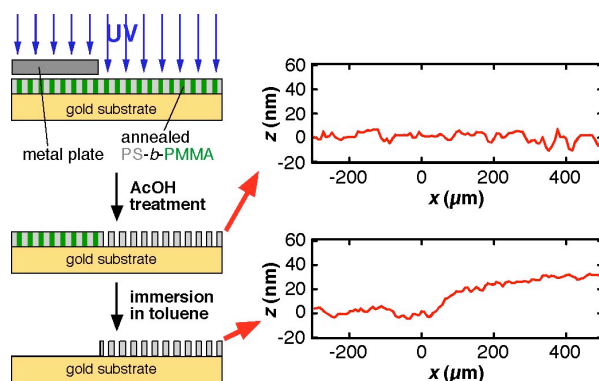 UV
gold substrate
metal plate
annealed
PS-b-PMMA
AcOH
treatment
gold substrate
immersion
in toluene
gold substrate
60
40
20
0
-20
z (nm)
-200 0 200 400
x (µm)
60
40
20
0
-20
z (nm)
-200 0 200 400
x (µm)